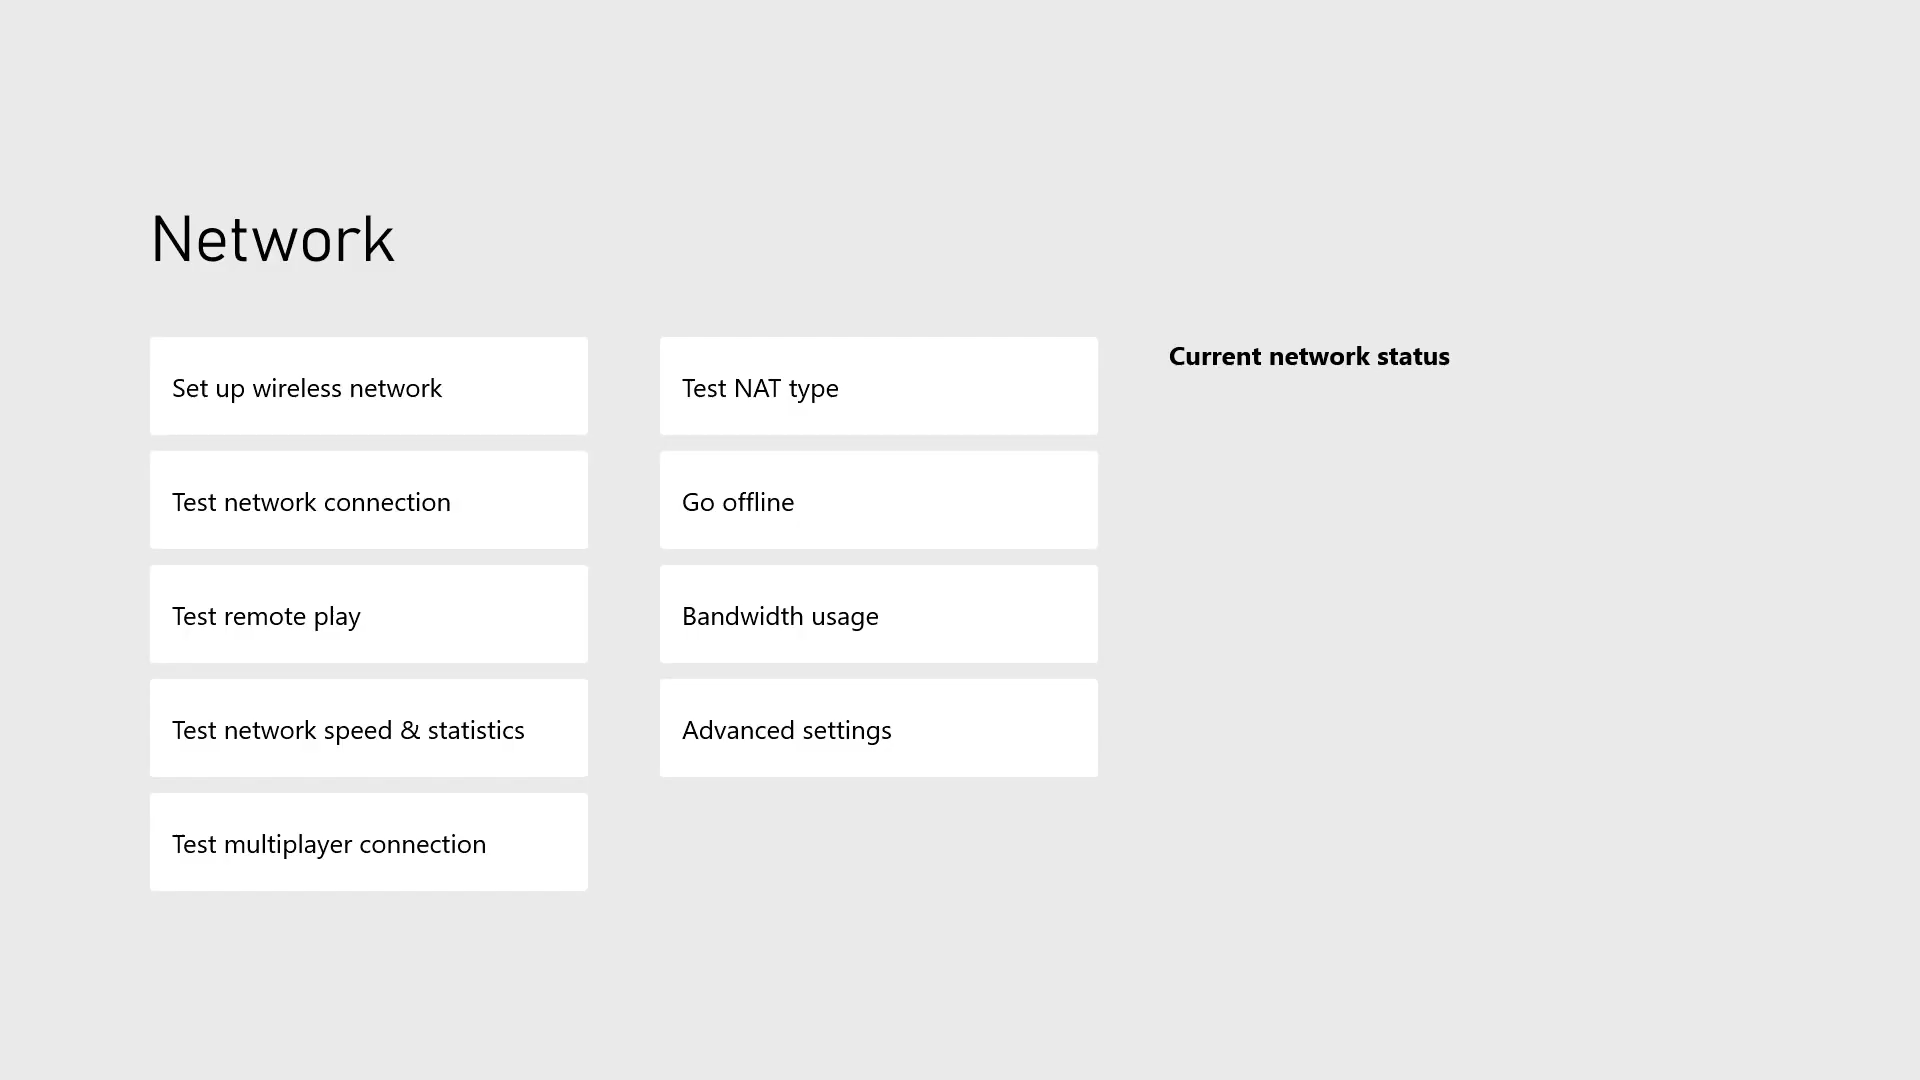 Network
Set up wireless network
Test network connection
Test remote play
Test network speed & statistics
Test multiplayer connection
Test NAT type
Go offline
Bandwidth usage
Advanced settings
Current network status